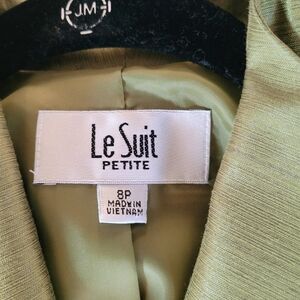 JM
Le Suit
PETITE
8P
MADE IN
VIETNAM